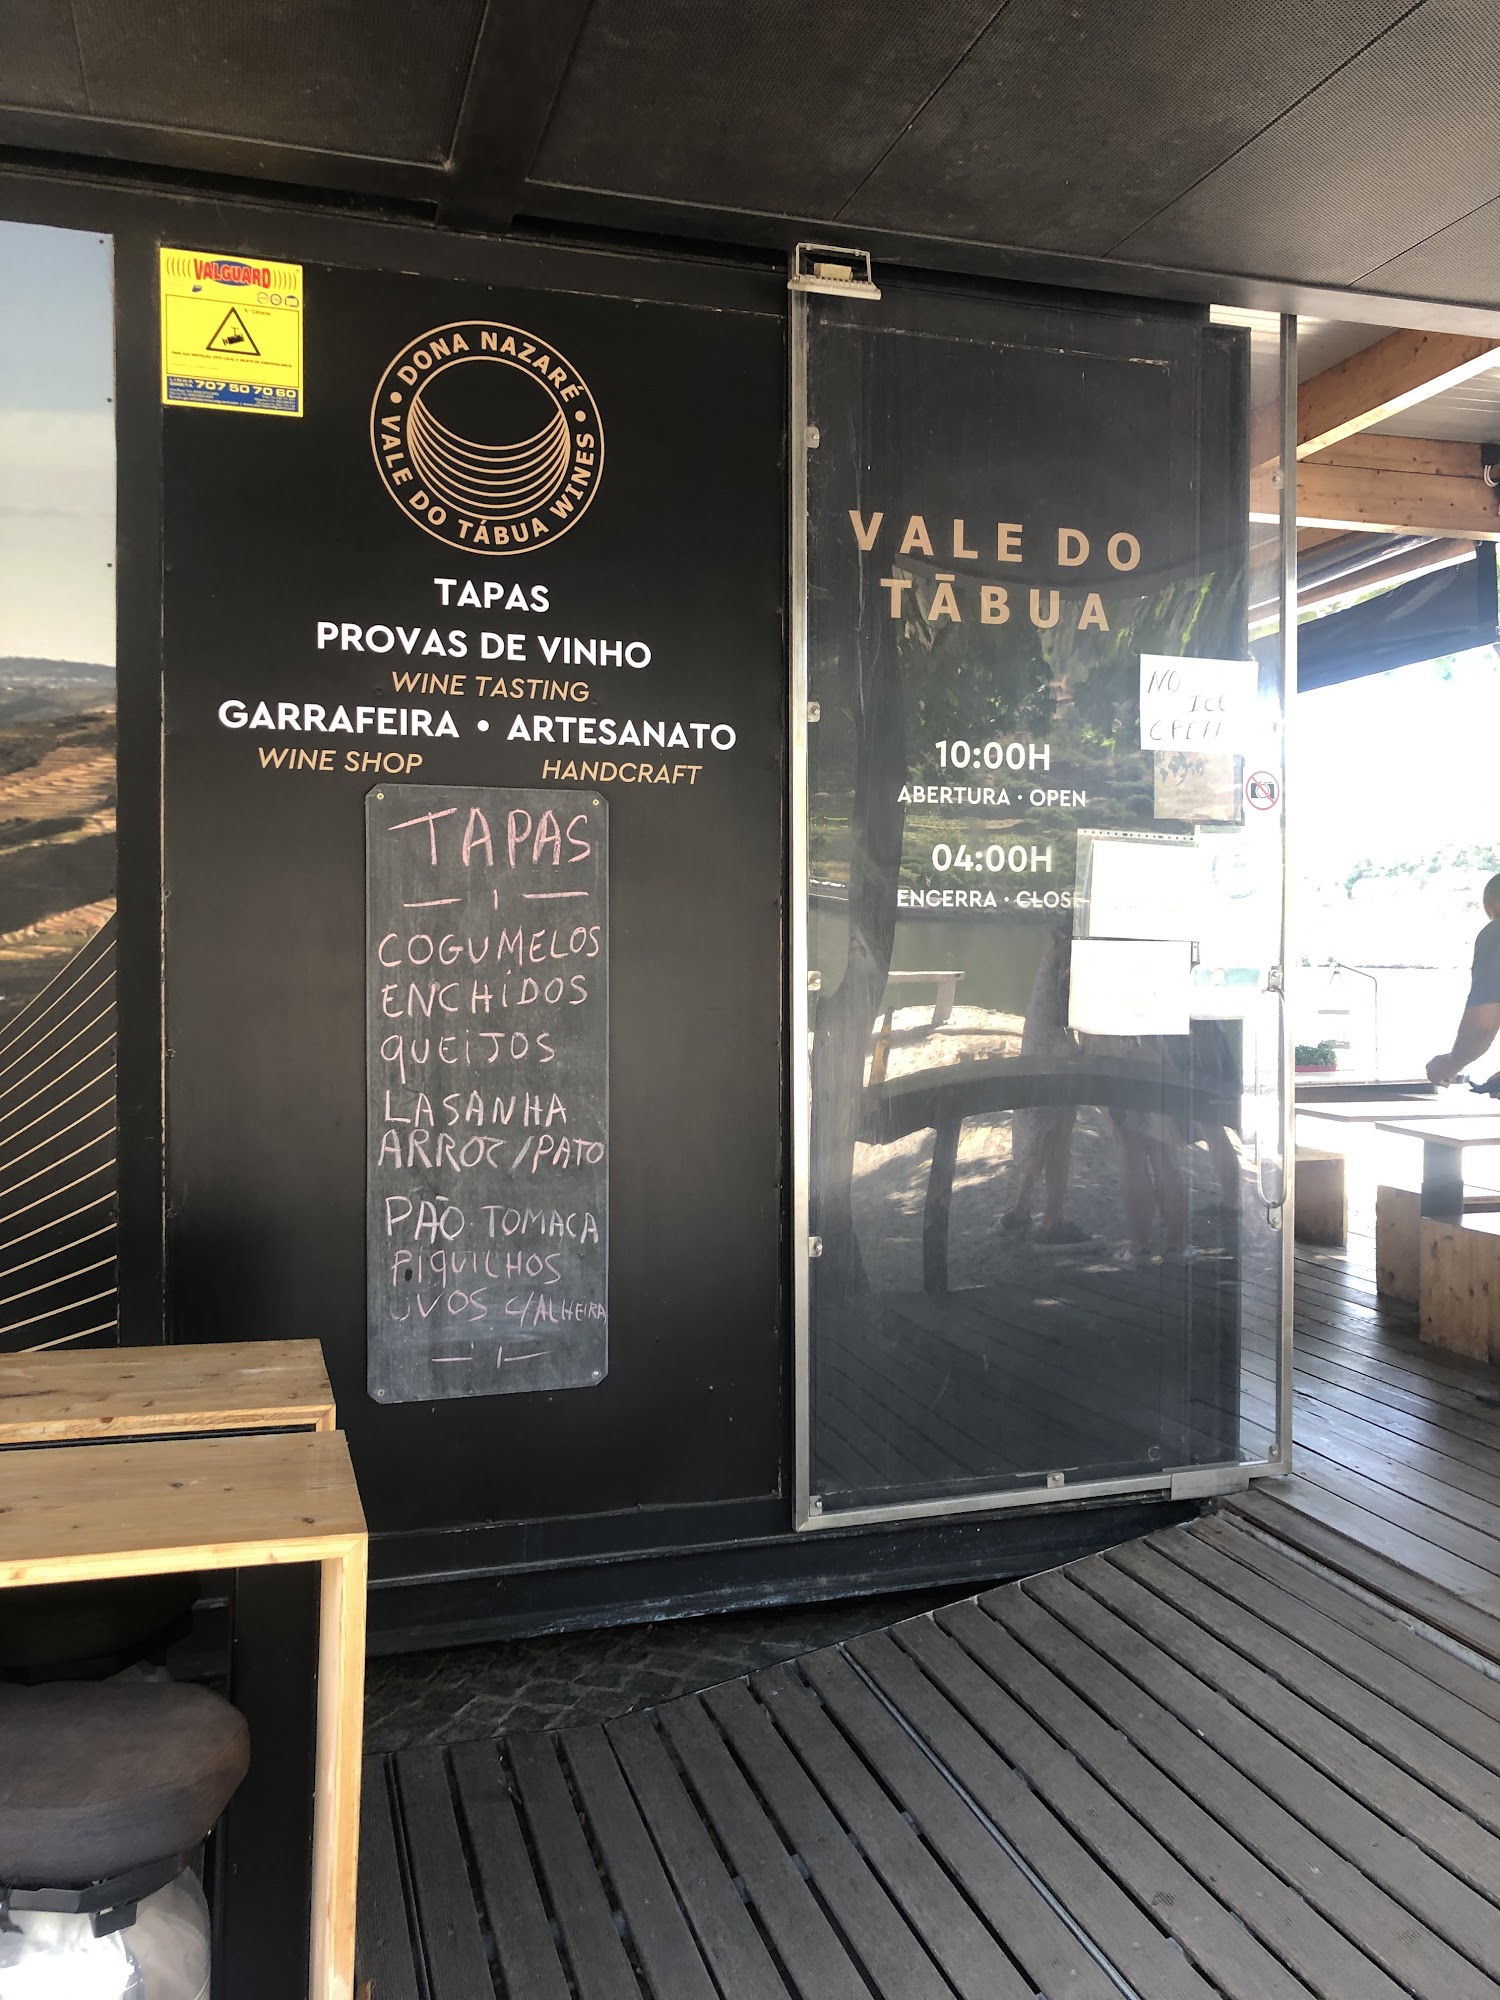 VALGUARD
707 50 70 60
DONA NAZARÉ • VALE DO TÁBUA WINES •
TAPAS
PROVAS DE VINHO
WINE TASTING
GARRAFEIRA • ARTESANATO
WINE SHOP HANDCRAFT
TAPAS
COGUMELOS
ENCHIDOS
QUEIJOS
LASANHA
ARROZ/PATO
PÃO TOMACA
PIQUILHOS
OVOS C/ALHEIRA
VALE DO
TĀBUA
NO
ICE
CREAM
10:00H
ABERTURA • OPEN
04:00H
ENCERRA • CLOSE